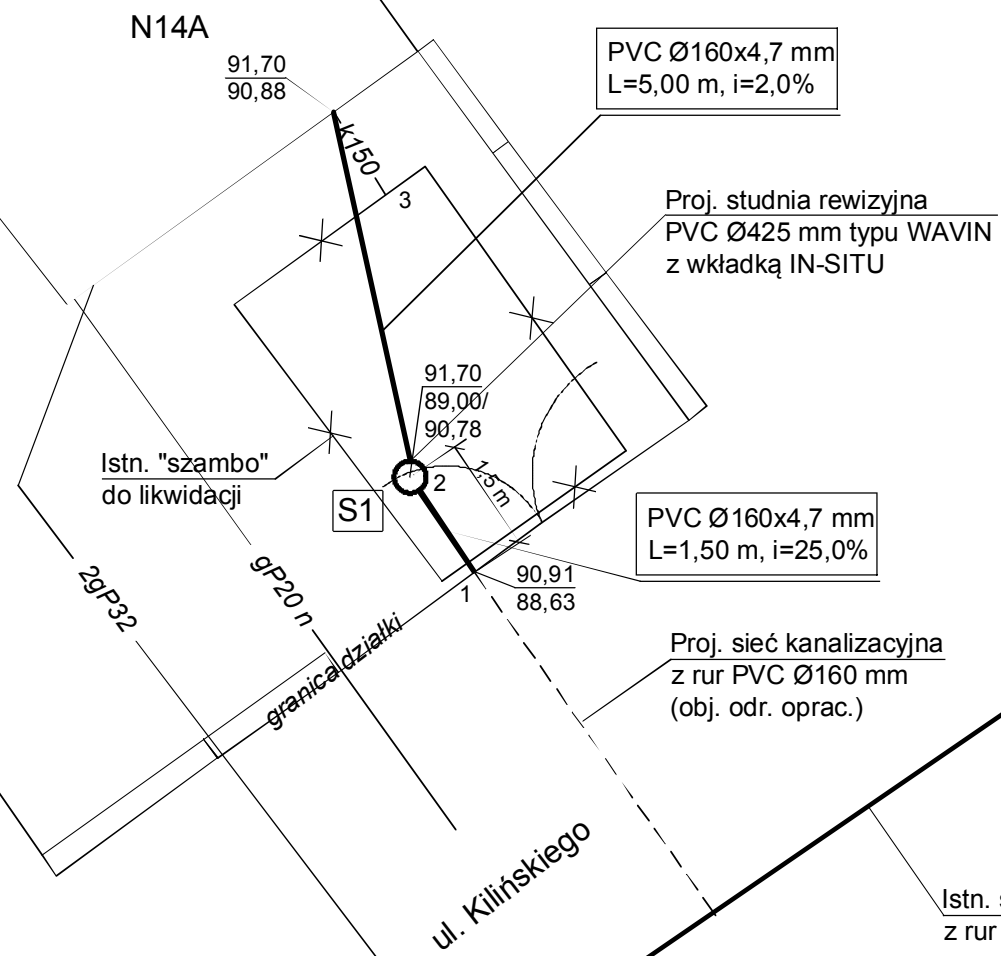 N14A
91,70
90,88
PVC Ø160x4,7 mm
L=5,00 m, i=2,0%
k150
3
Proj. studnia rewizyjna
PVC Ø425 mm typu WAVIN
z wkładką IN-SITU
91,70
89,00/
90,78
Istn. "szambo"
do likwidacji
2
1,5 m
S1
PVC Ø160x4,7 mm
L=1,50 m, i=25,0%
90,91
88,63
1
2gP32
gP20 n
granica działki
Proj. sieć kanalizacyjna
z rur PVC Ø160 mm
(obj. odr. oprac.)
ul. Kilińskiego
Istn. s
z rur